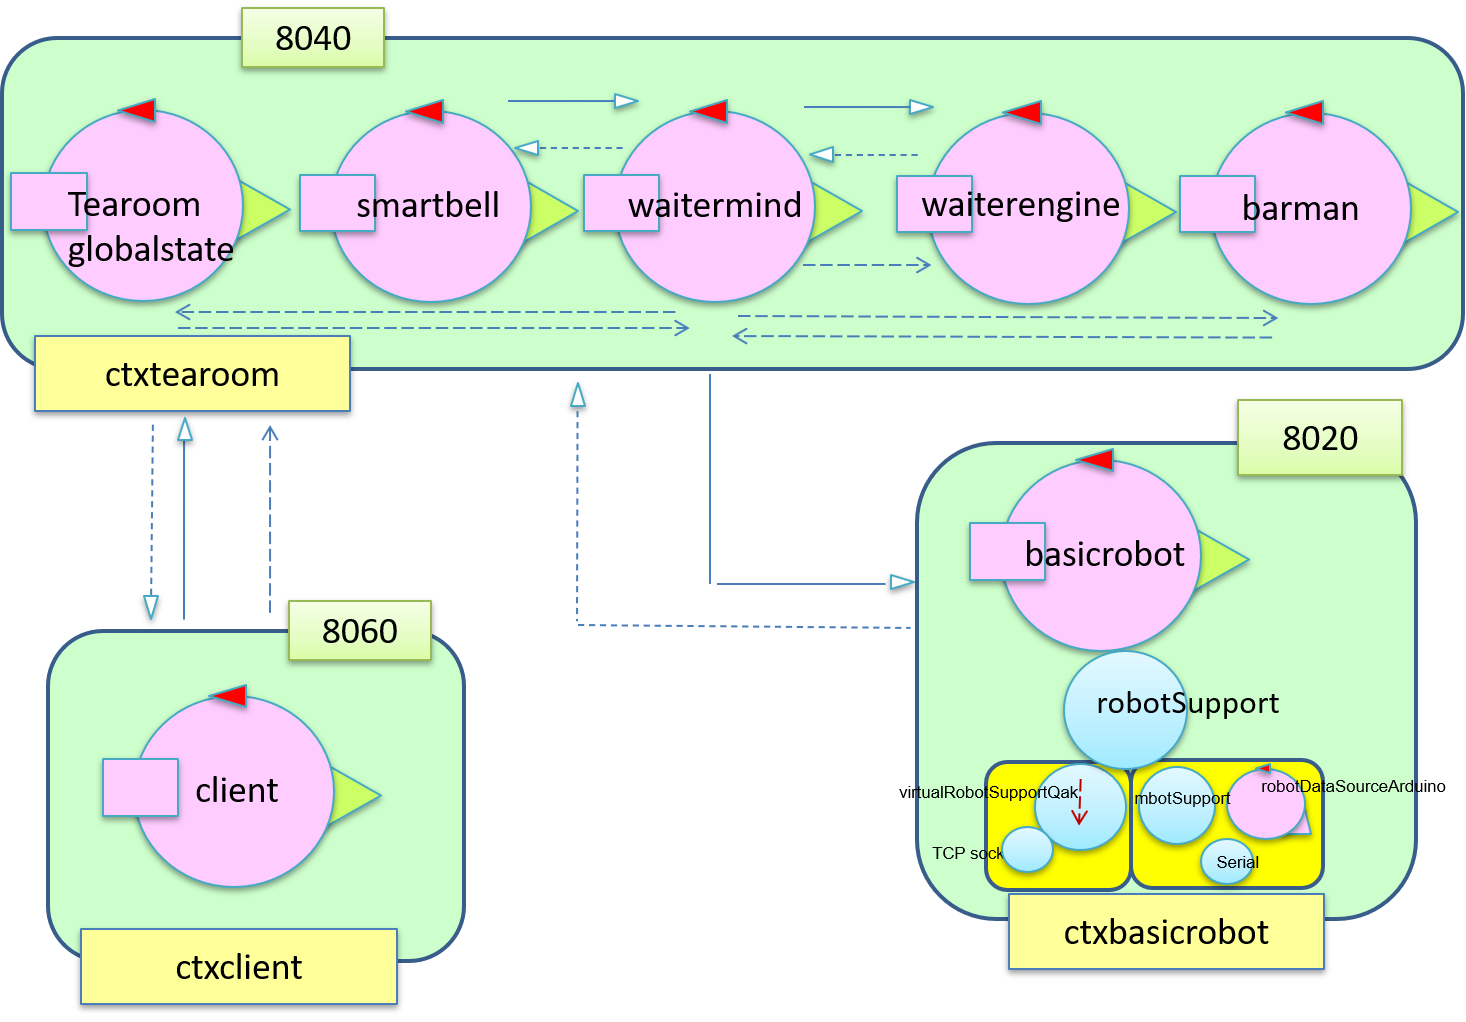 8040
Tearoom
globalstate
smartbell
waitermind
waiterengine
barman
ctxtearoom
8020
basicrobot
robotSupport
virtualRobotSupportQak
mbotSupport
robotDataSourceArduino
TCP sock
Serial
ctxbasicrobot
8060
client
ctxclient